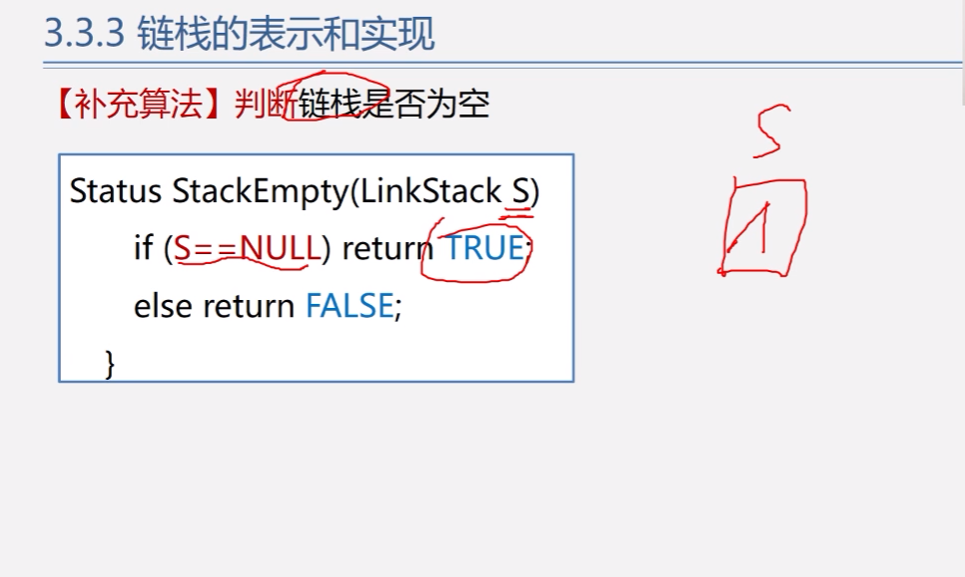 3.3.3 链栈的表示和实现
【补充算法】判断链栈是否为空
S
Status StackEmpty(LinkStack S)
if (S==NULL) return TRUE;
else return FALSE;
}